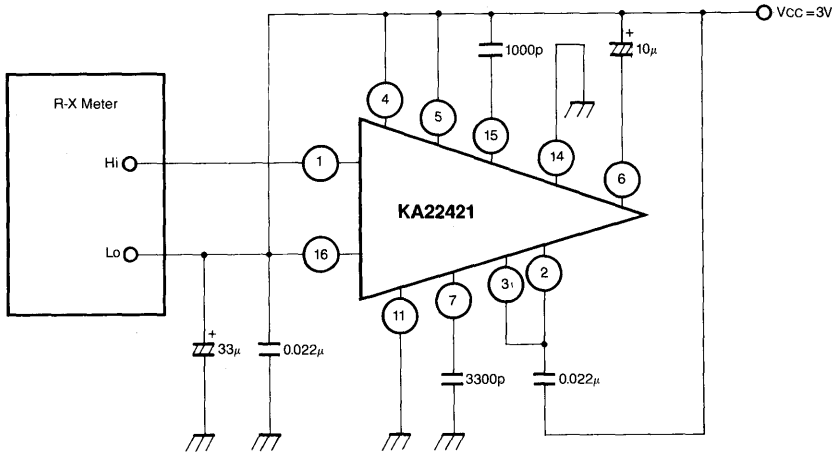 VCC=3V
+
1000p
10μ
R-X Meter
4
5
15
14
6
Hi
1
KA22421
Lo
16
11
7
3
2
+
33μ
0.022μ
3300p
0.022μ